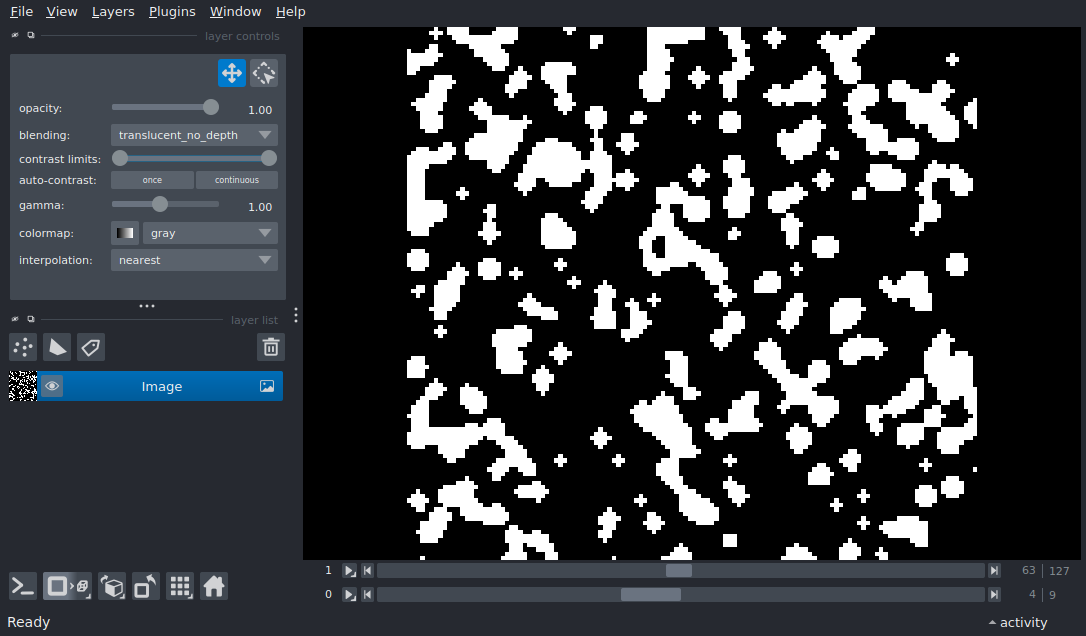 File View Layers Plugins Window Help
layer controls
opacity: 1.00
blending: translucent_no_depth
contrast limits:
auto-contrast: once continuous
gamma: 1.00
colormap: gray
interpolation: nearest
layer list
Image
1 63 127
0 4 9
Ready activity